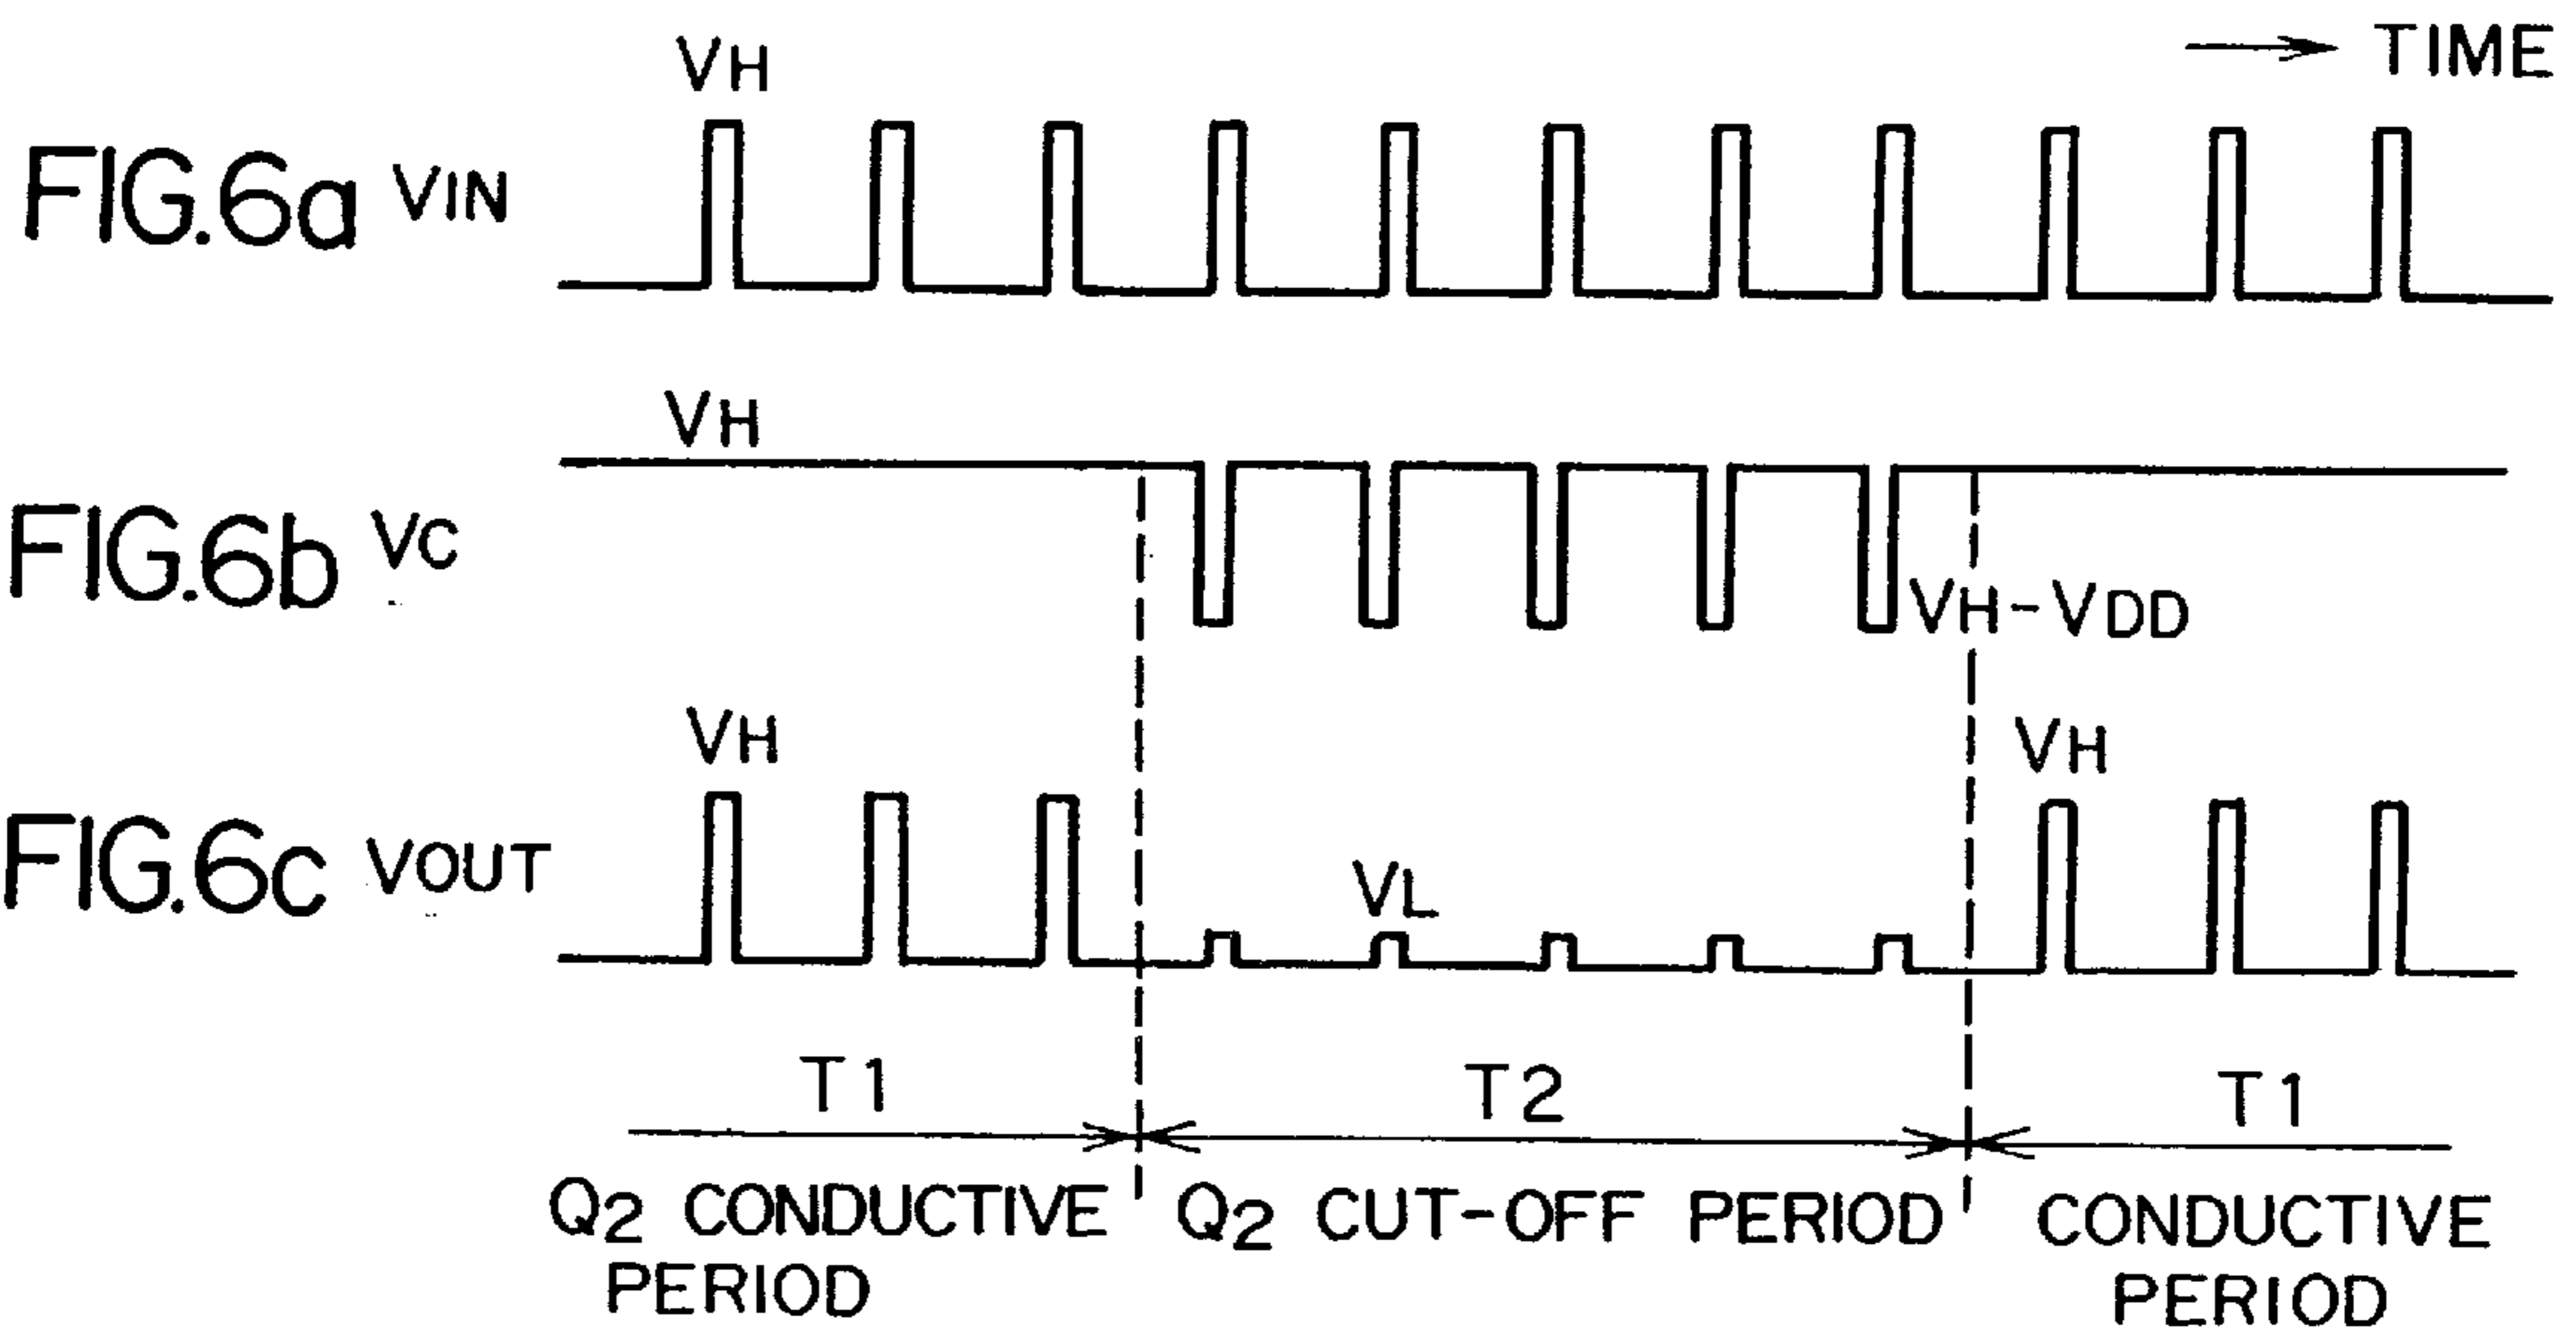 VH
→ TIME
FIG.6a VIN
VH
FIG.6b VC
VH-VDD
VH
VH
FIG.6c VOUT
VL
T1
T2
T1
Q2 CONDUCTIVE PERIOD
Q2 CUT-OFF PERIOD
CONDUCTIVE PERIOD